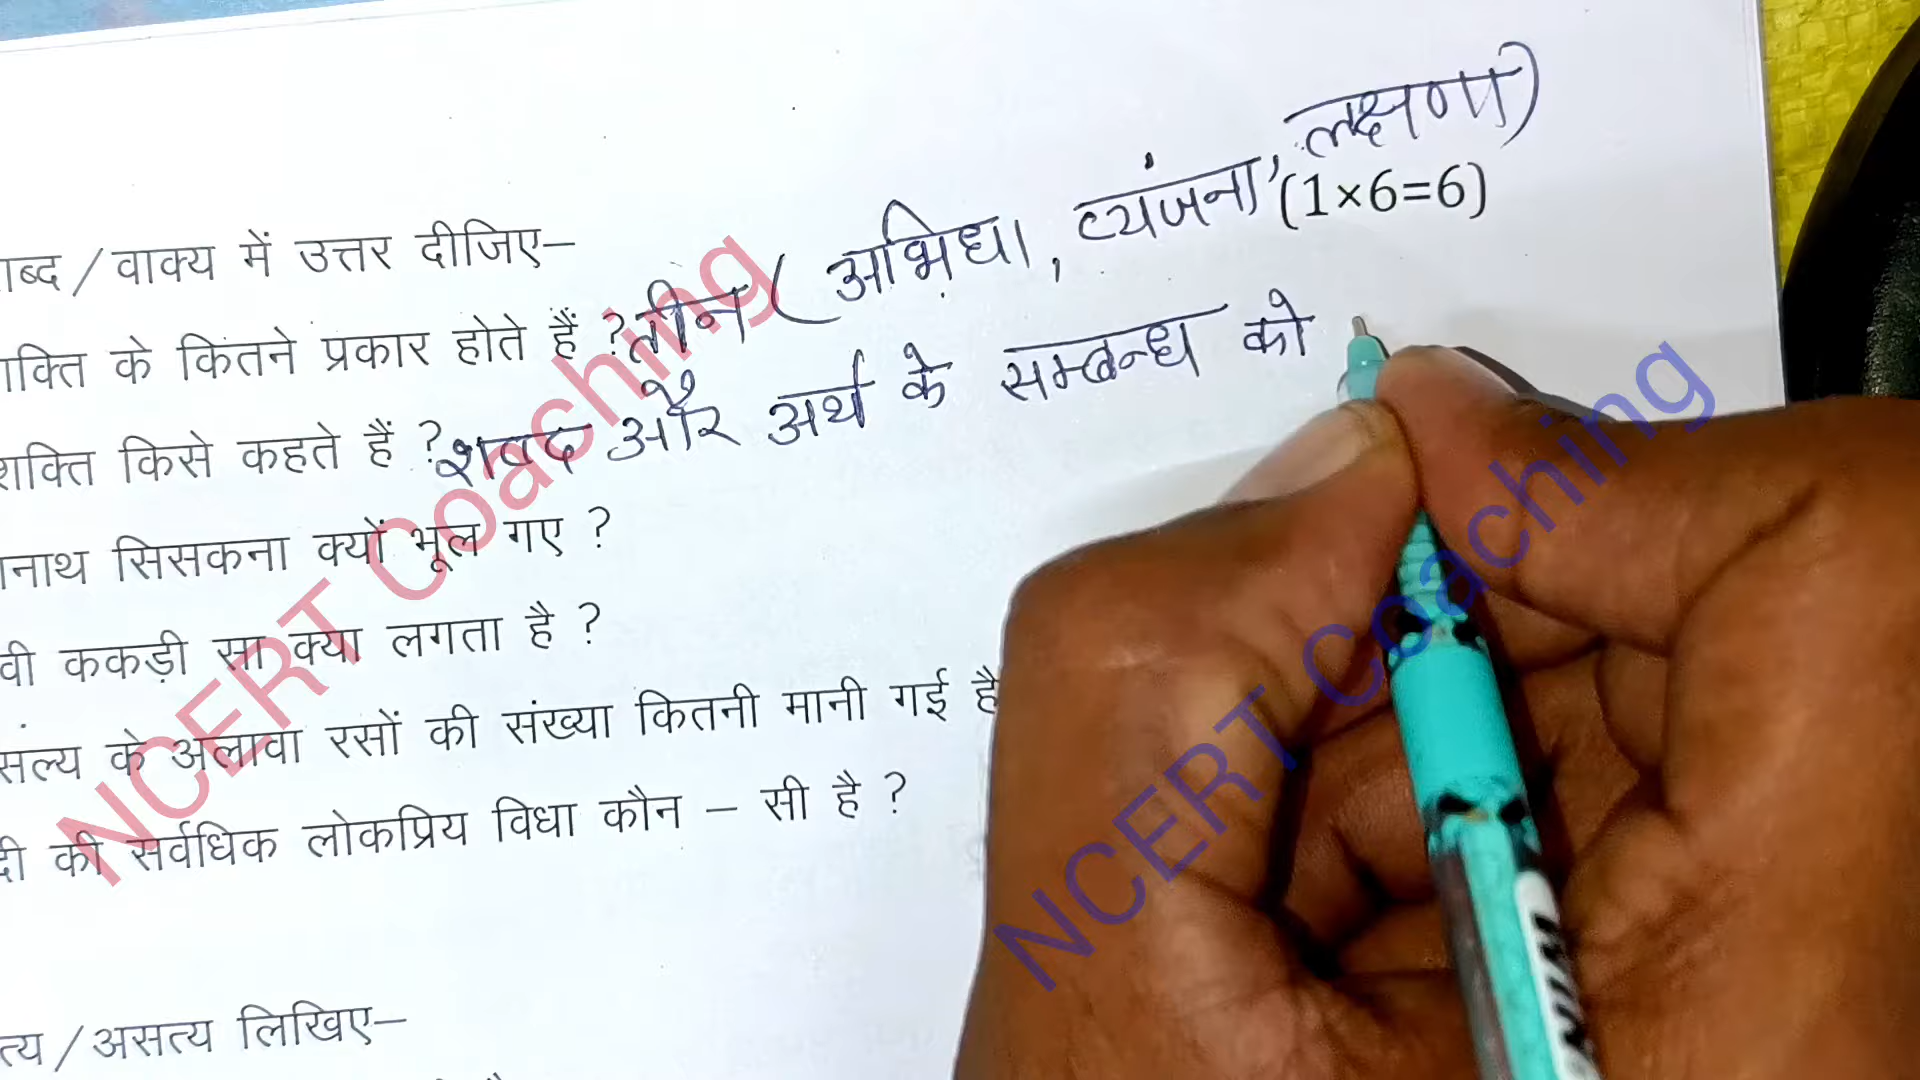 लक्षणा)
ाब्द / वाक्य में उत्तर दीजिए– (1×6=6)
ाक्ति के कितने प्रकार होते हैं ? तीन ( अभिधा, व्यंजना,
शक्ति किसे कहते हैं ? शब्द और अर्थ के सम्बन्ध को
ानाथ सिसकना क्यों भूल गए ?
वी ककड़ी सा क्या लगता है ?
संल्य के अलावा रसों की संख्या कितनी मानी गई है
दी की सर्वधिक लोकप्रिय विधा कौन – सी है ?
त्य / असत्य लिखिए–
NCERT Coaching
NCERT Coaching